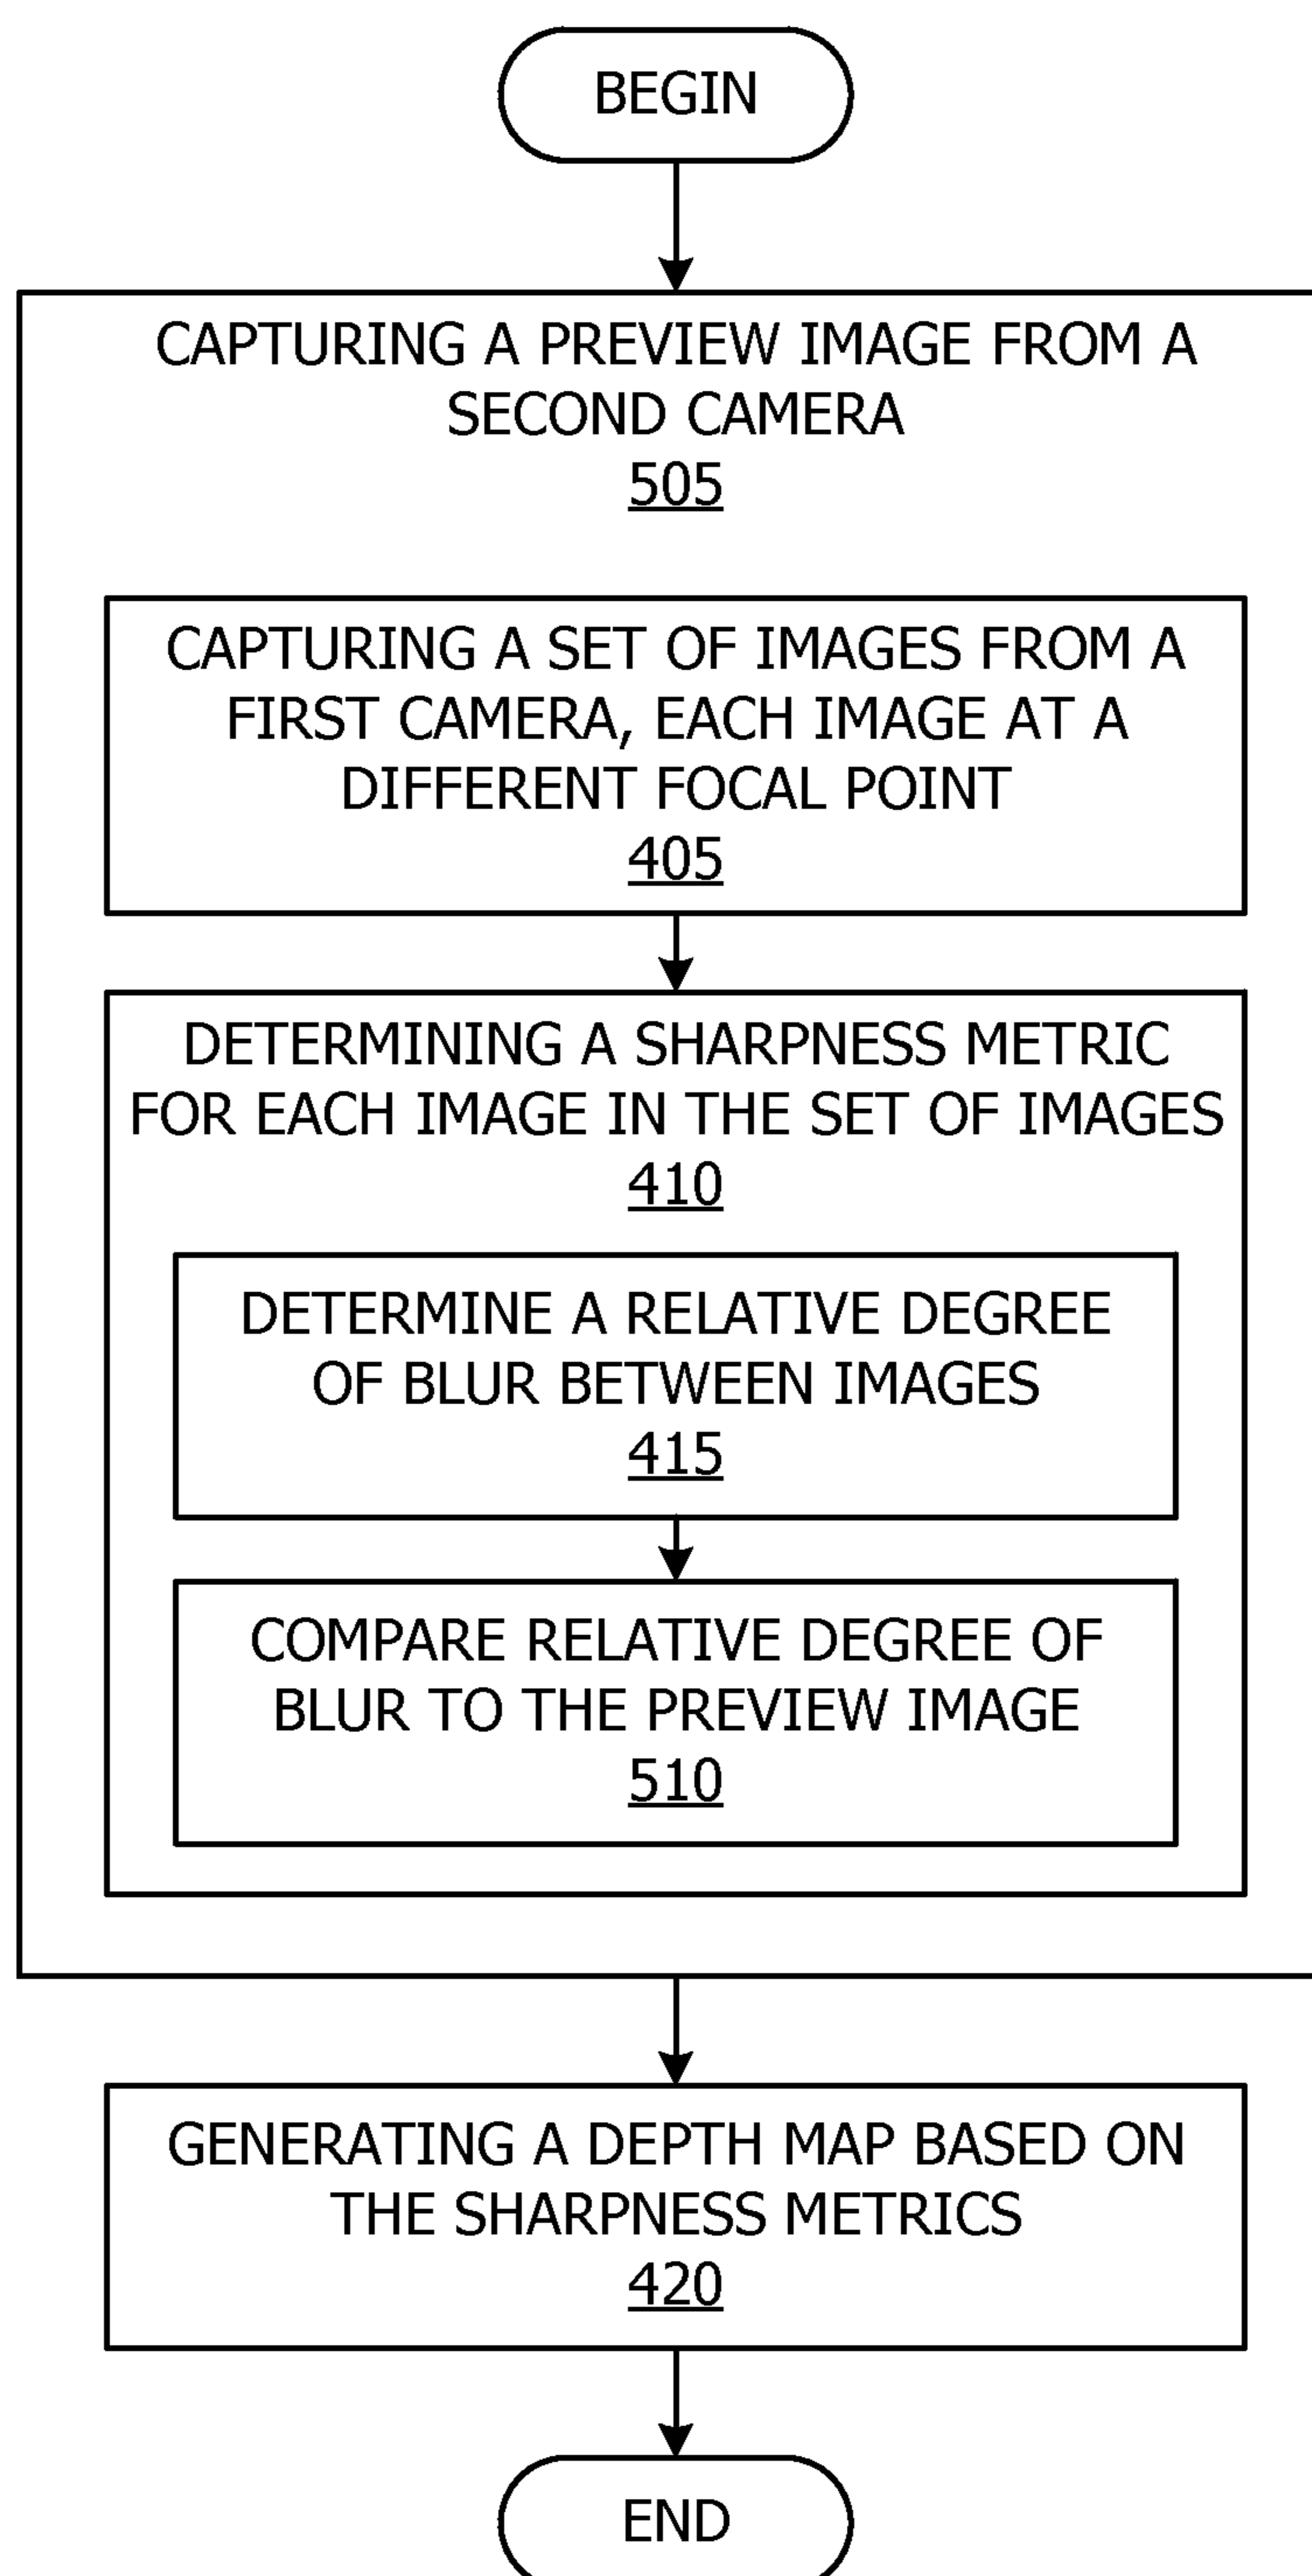 BEGIN
CAPTURING A PREVIEW IMAGE FROM A
SECOND CAMERA
505
CAPTURING A SET OF IMAGES FROM A
FIRST CAMERA, EACH IMAGE AT A
DIFFERENT FOCAL POINT
405
DETERMINING A SHARPNESS METRIC
FOR EACH IMAGE IN THE SET OF IMAGES
410
DETERMINE A RELATIVE DEGREE
OF BLUR BETWEEN IMAGES
415
COMPARE RELATIVE DEGREE OF
BLUR TO THE PREVIEW IMAGE
510
GENERATING A DEPTH MAP BASED ON
THE SHARPNESS METRICS
420
END